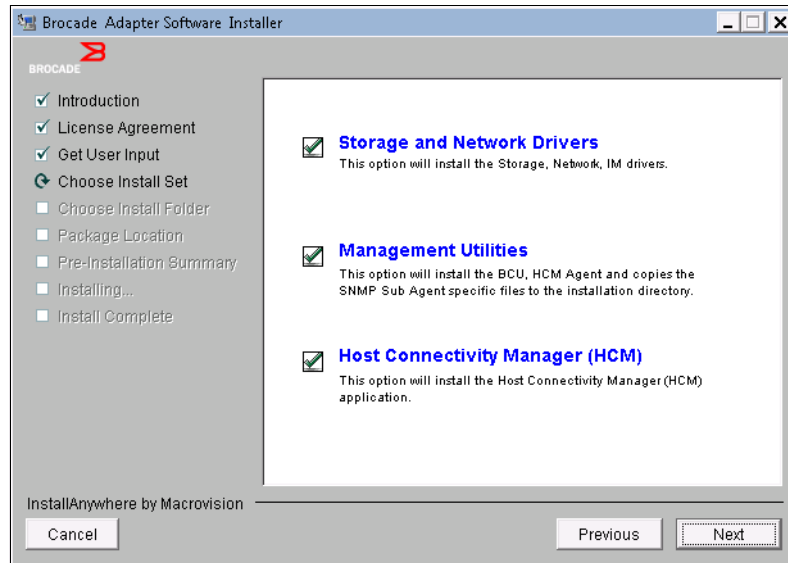 Brocade Adapter Software Installer
BROCADE
Introduction
License Agreement
Get User Input
Choose Install Set
Choose Install Folder
Package Location
Pre-Installation Summary
Installing...
Install Complete
Storage and Network Drivers
This option will install the Storage, Network, IM drivers.
Management Utilities
This option will install the BCU, HCM Agent and copies the
SNMP Sub Agent specific files to the installation directory.
Host Connectivity Manager (HCM)
This option will install the Host Connectivity Manager (HCM)
application.
InstallAnywhere by Macrovision
Cancel
Previous
Next